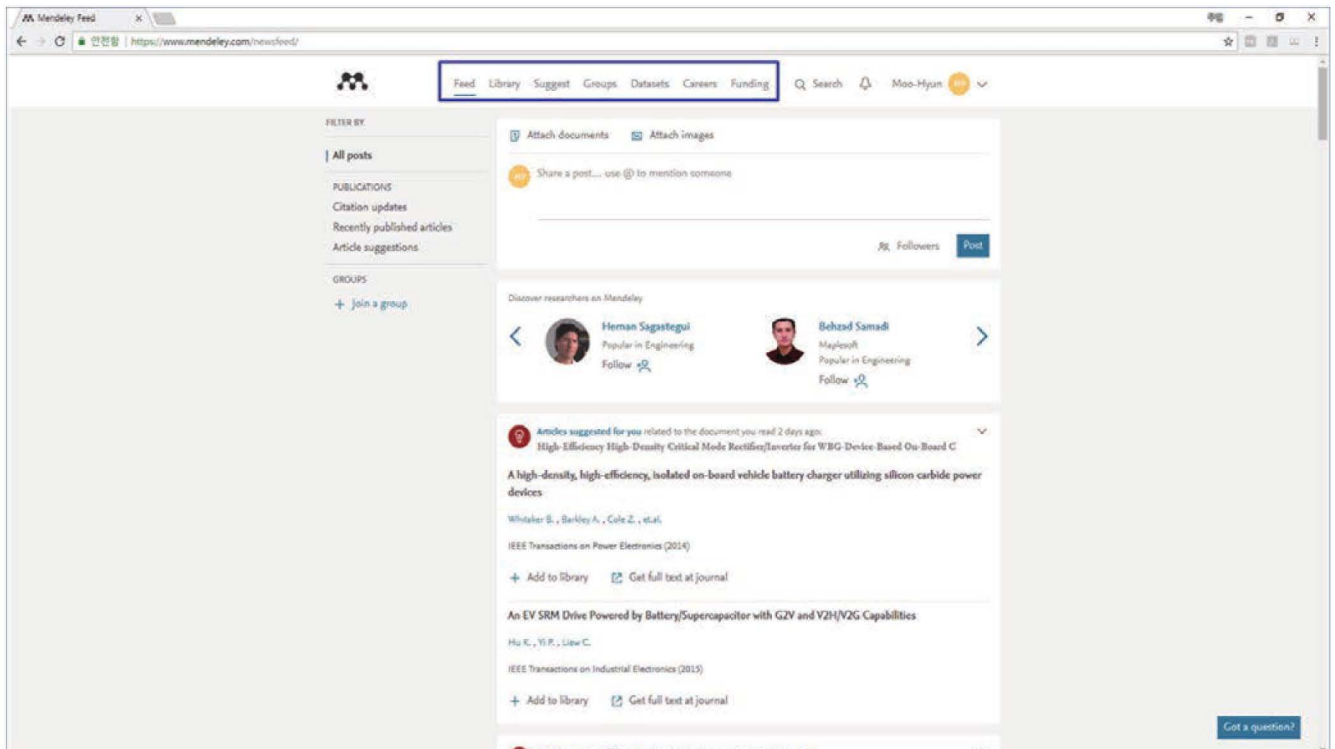 Mendeley Feed
안전함 | https://www.mendeley.com/newsfeed/
Feed Library Suggest Groups Datasets Careers Funding Search Moo-Hyun
FILTER BY
All posts
PUBLICATIONS
Citation updates
Recently published articles
Article suggestions
GROUPS
+ Join a group
Attach documents Attach images
Share a post.... use @ to mention someone
Followers Post
Discover researchers on Mendeley
Hernan Sagastegui
Popular in Engineering
Follow
Behzad Samadi
Maplesoft
Popular in Engineering
Follow
Articles suggested for you related to the document you read 2 days ago:
High-Efficiency High-Density Critical Mode Rectifier/Inverter for WBG-Device-Based On-Board C
A high-density, high-efficiency, isolated on-board vehicle battery charger utilizing silicon carbide power
devices
Whitaker B. , Barkley A. , Cole Z. , et.al.
IEEE Transactions on Power Electronics (2014)
+ Add to library Get full text at journal
An EV SRM Drive Powered by Battery/Supercapacitor with G2V and V2H/V2G Capabilities
Hu K. , Yi P. , Liaw C.
IEEE Transactions on Industrial Electronics (2015)
+ Add to library Get full text at journal
Got a question?